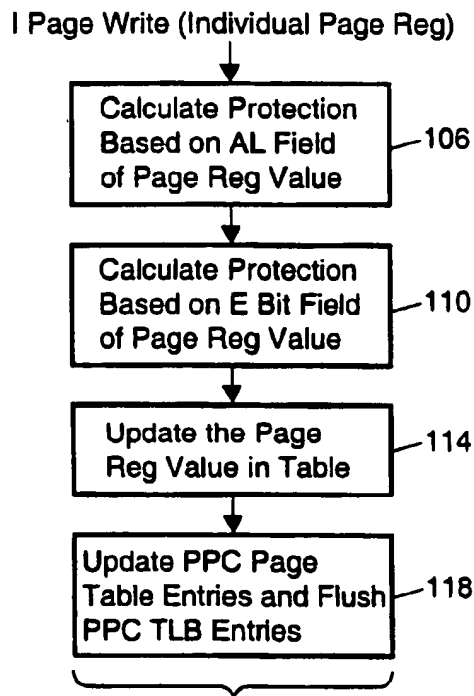 I Page Write (Individual Page Reg)
Calculate Protection
Based on AL Field
of Page Reg Value
106
Calculate Protection
Based on E Bit Field
of Page Reg Value
110
Update the Page
Reg Value in Table
114
Update PPC Page
Table Entries and Flush
PPC TLB Entries
118